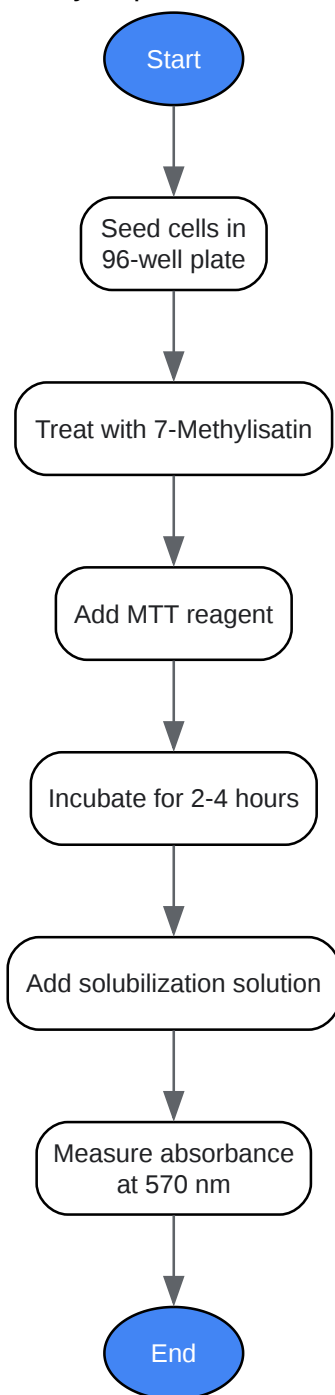 Start
Seed cells in
96-well plate
Treat with 7-Methylisatin
Add MTT reagent
Incubate for 2-4 hours
Add solubilization solution
Measure absorbance
at 570 nm
End